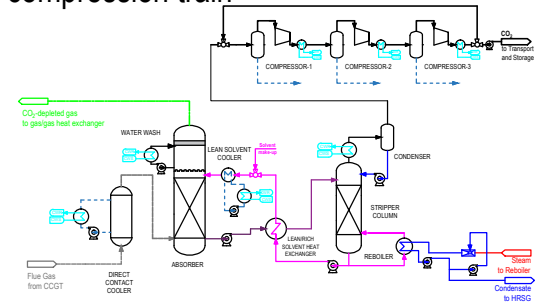 compression train
CO2
to Transport
and Storage
COMPRESSOR-1
COMPRESSOR-2
COMPRESSOR-3
CO2-depleted gas
to gas/gas heat exchanger
WATER WASH
LEAN SOLVENT
COOLER
Solvent
make-up
CONDENSER
STRIPPER
COLUMN
LEAN/RICH
SOLVENT HEAT
EXCHANGER
REBOILER
ABSORBER
Flue Gas
from CCGT
DIRECT
CONTACT
COOLER
Steam
to Reboiler
Condensate
to HRSG